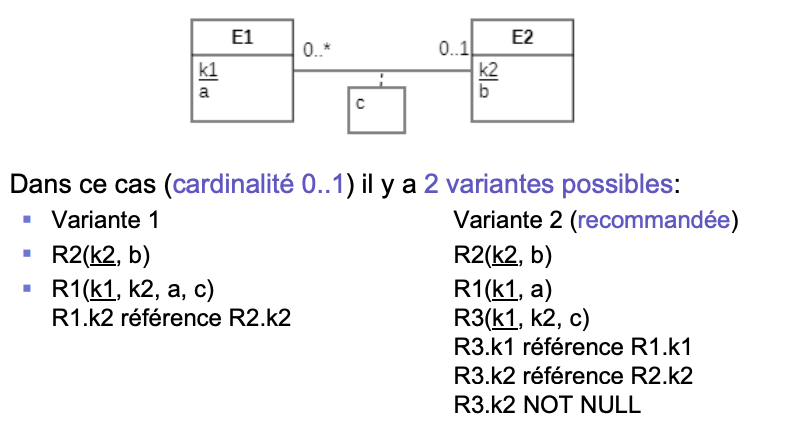 E1
E2
0..*
0..1
k1
a
k2
b
c
Dans ce cas (cardinalité 0..1) il y a 2 variantes possibles:
▪ Variante 1
▪ R2(k2, b)
▪ R1(k1, k2, a, c)
R1.k2 référence R2.k2
Variante 2 (recommandée)
R2(k2, b)
R1(k1, a)
R3(k1, k2, c)
R3.k1 référence R1.k1
R3.k2 référence R2.k2
R3.k2 NOT NULL